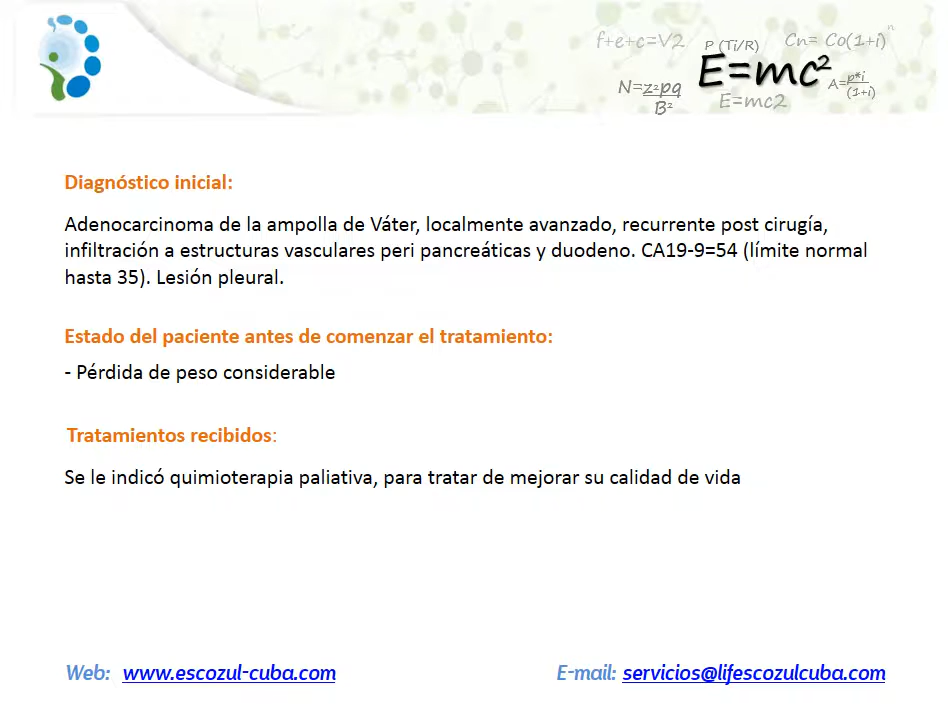 f+e+c=V2
P (Ti/R)
Cn= Co(1+i)^n
E=mc²
N=z²pq
B²
A=p*i
(1+i)
E=mc2
Diagnóstico inicial:
Adenocarcinoma de la ampolla de Váter, localmente avanzado, recurrente post cirugía,
infiltración a estructuras vasculares peri pancreáticas y duodeno. CA19-9=54 (límite normal
hasta 35). Lesión pleural.
Estado del paciente antes de comenzar el tratamiento:
- Pérdida de peso considerable
Tratamientos recibidos:
Se le indicó quimioterapia paliativa, para tratar de mejorar su calidad de vida
Web: www.escozul-cuba.com
E-mail: servicios@lifescozulcuba.com